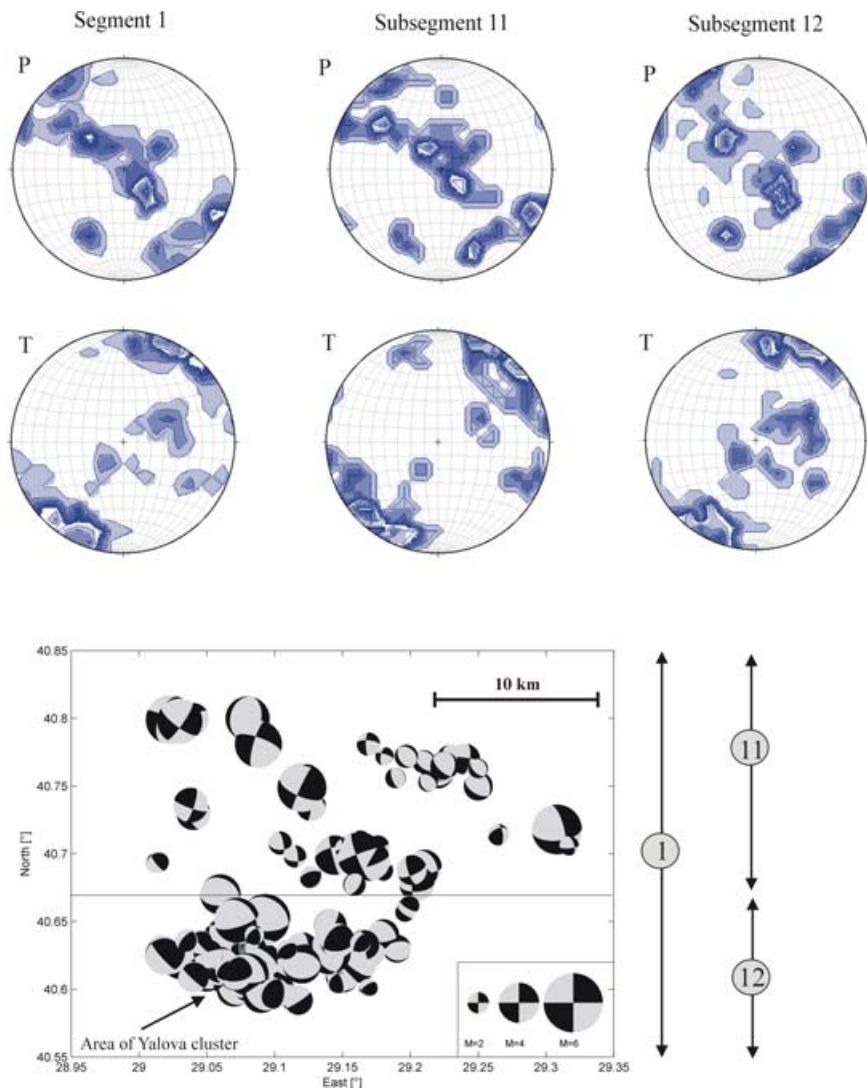 Segment 1 Subsegment 11 Subsegment 12
P P P
T T T
40.85
40.8
40.75
40.7
40.65
40.6
40.55
North [°]
10 km
Area of Yalova cluster
M=2 M=4 M=6
28.95 29 29.05 29.1 29.15 29.2 29.25 29.3 29.35
East [°]
11
1
12